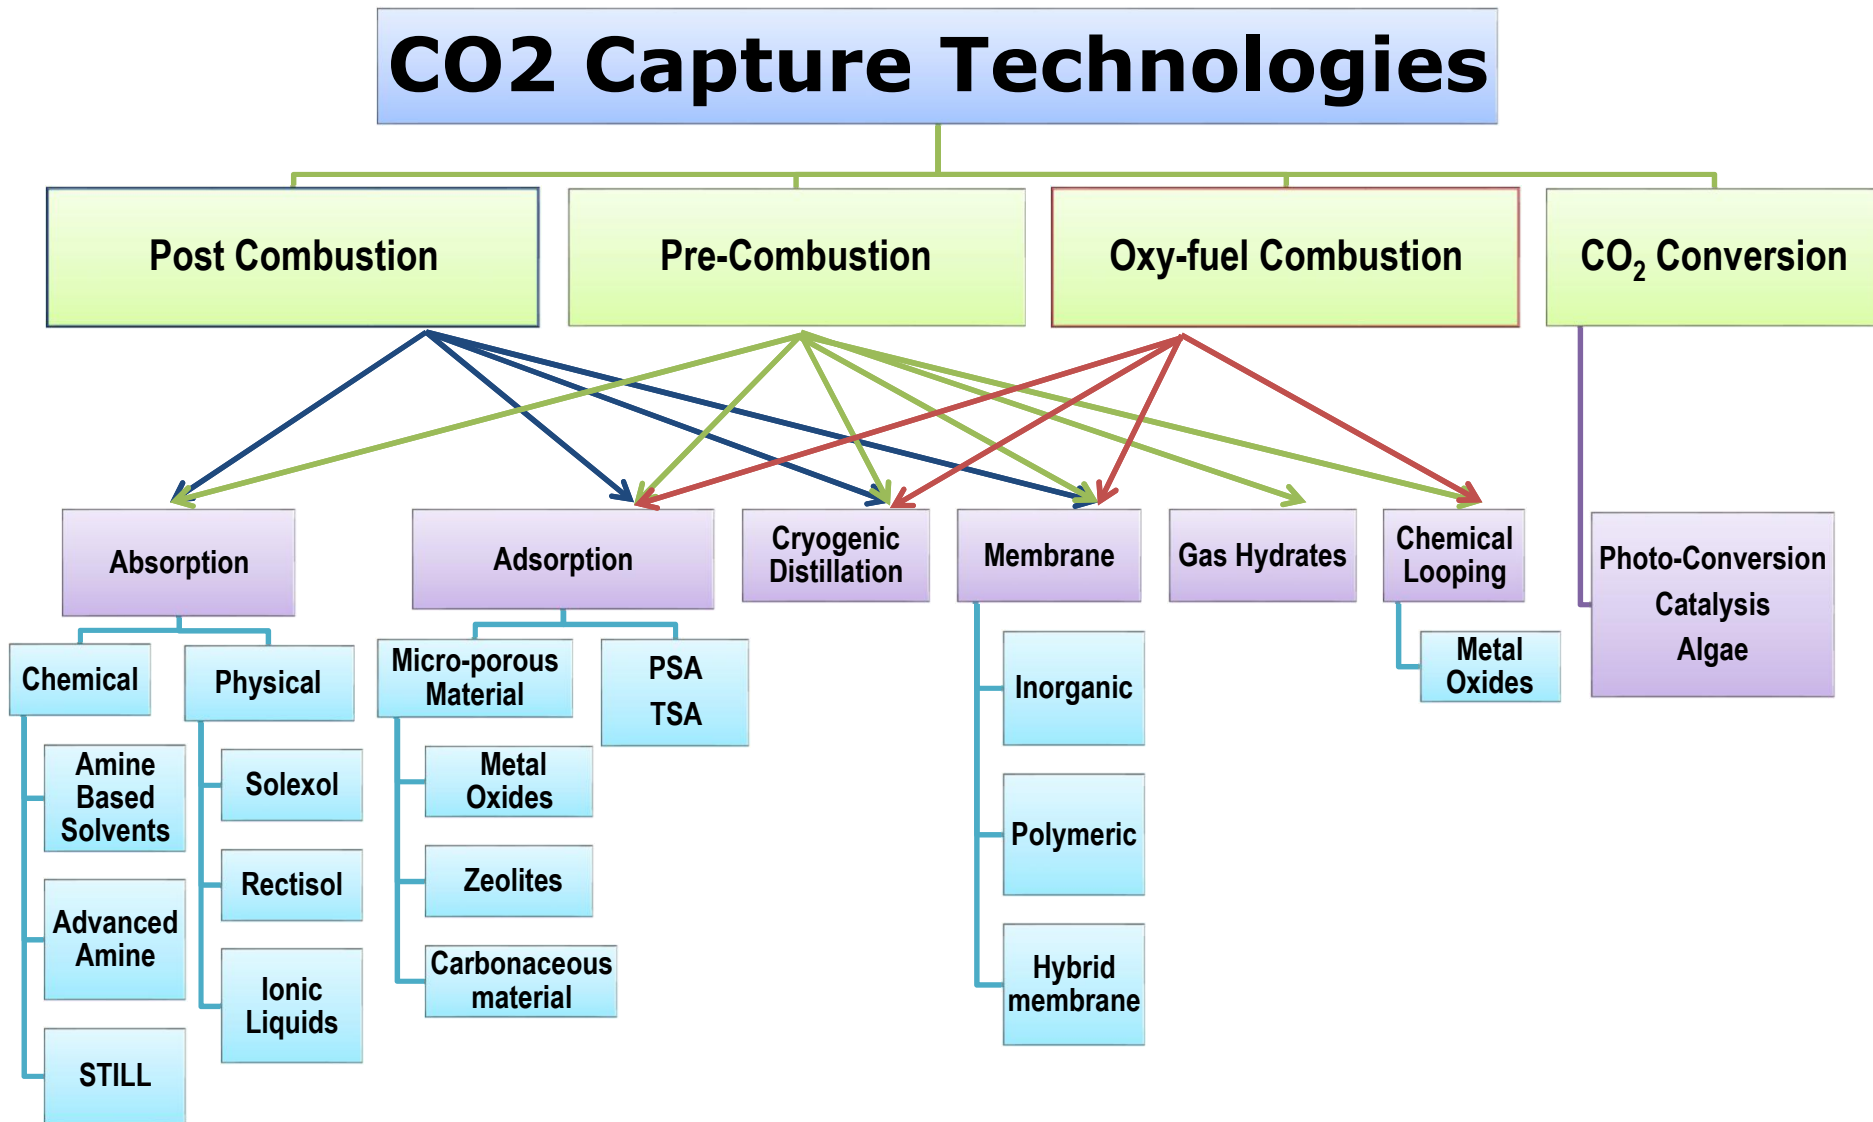 CO2 Capture Technologies
Post Combustion
Pre-Combustion
Oxy-fuel Combustion
CO₂ Conversion
Absorption
Adsorption
Cryogenic
Distillation
Membrane
Gas Hydrates
Chemical
Looping
Photo-Conversion
Catalysis
Algae
Chemical
Physical
Micro-porous
Material
PSA
TSA
Inorganic
Metal
Oxides
Amine
Based
Solvents
Solexol
Metal
Oxides
Polymeric
Advanced
Amine
Rectisol
Zeolites
Hybrid
membrane
STILL
Ionic
Liquids
Carbonaceous
material